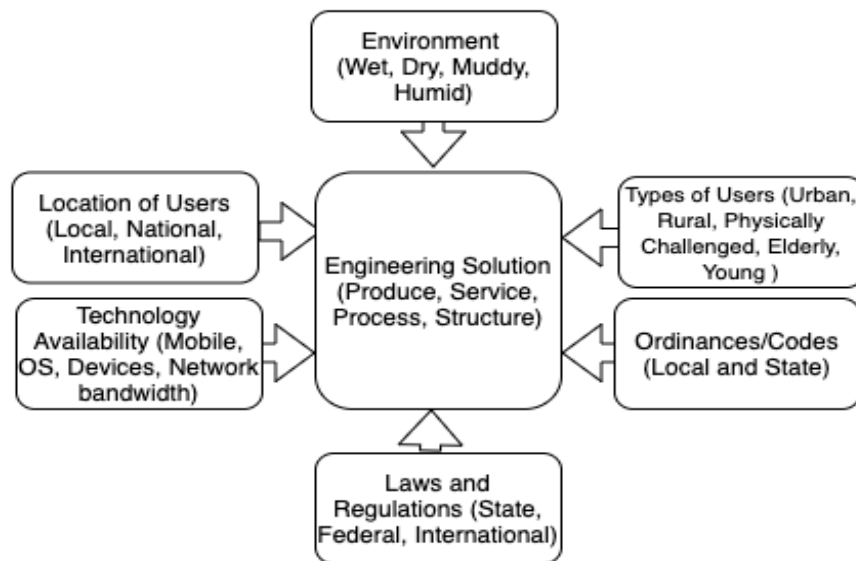 Environment
(Wet, Dry, Muddy,
Humid)
Location of Users
(Local, National,
International)
Types of Users (Urban,
Rural, Physically
Challenged, Elderly,
Young )
Engineering Solution
(Produce, Service,
Process, Structure)
Technology
Availability (Mobile,
OS, Devices, Network
bandwidth)
Ordinances/Codes
(Local and State)
Laws and
Regulations (State,
Federal, International)